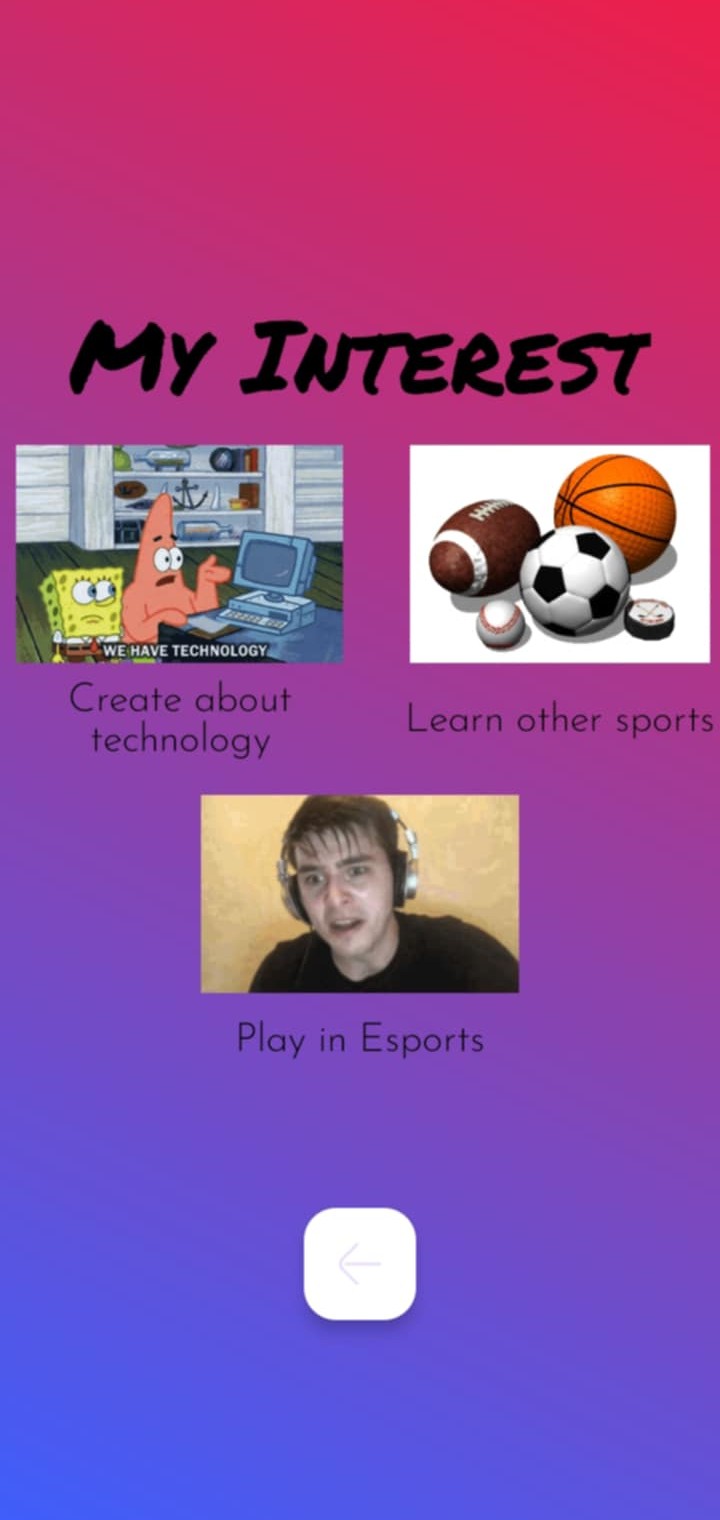 My Interest
WE HAVE TECHNOLOGY
Create about
technology
Learn other sports
Play in Esports